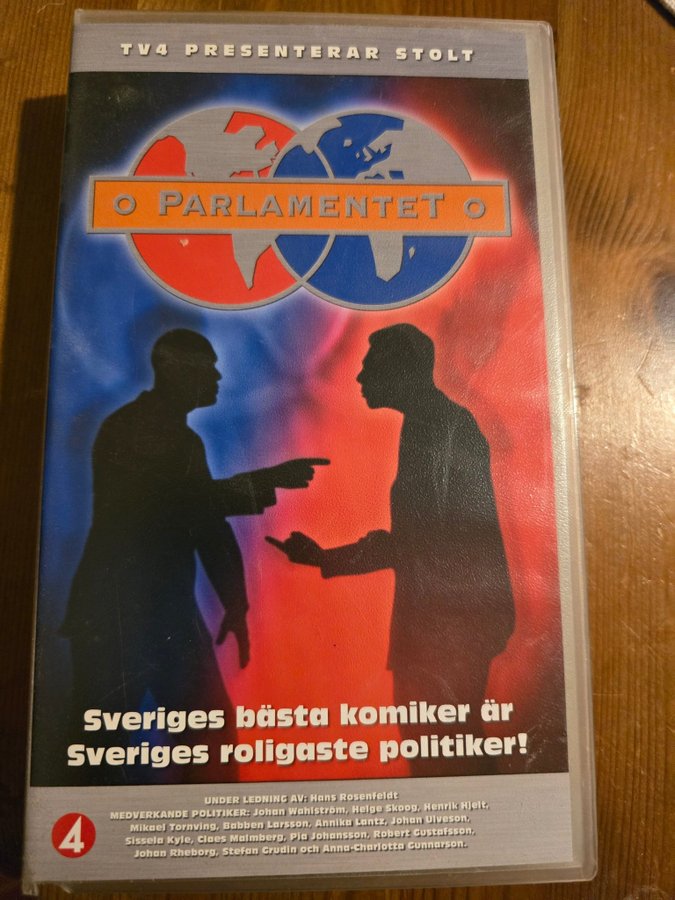 TV4 PRESENTERAR STOLT
PARLAMENTET
Sveriges bästa komiker är
Sveriges roligaste politiker!
UNDER LEDNING AV: Hans Rosenfeldt
MEDVERKANDE POLITIKER: Johan Wahlström, Helge Skoog, Henrik Hjelt,
Mikael Tornving, Babben Larsson, Annika Lantz, Johan Ulveson,
Sissela Kyle, Claes Malmberg, Pia Johansson, Robert Gustafsson,
Johan Rheborg, Stefan Grudin och Anna-Charlotta Gunnarson.
4